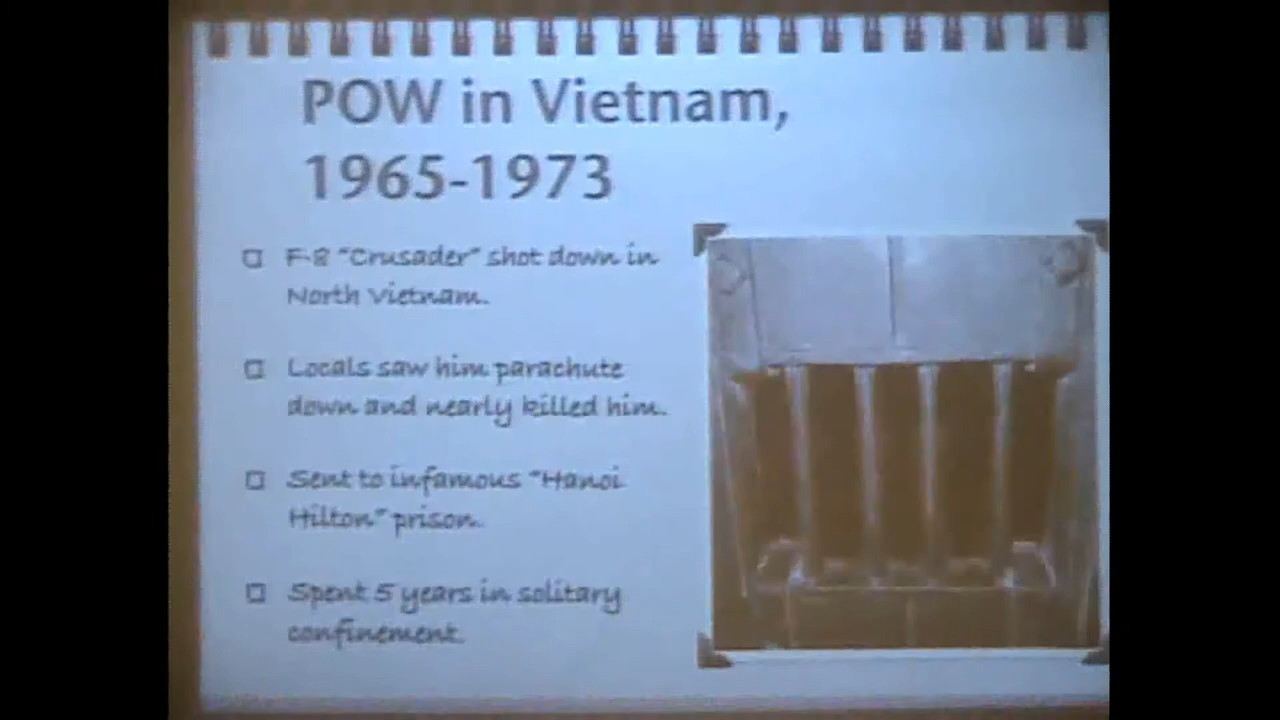 POW in Vietnam,
1965-1973
F-8 "Crusader" shot down in
North Vietnam.
Locals saw him parachute
down and nearly killed him.
Sent to infamous "Hanoi
Hilton" prison.
Spent 5 years in solitary
confinement.